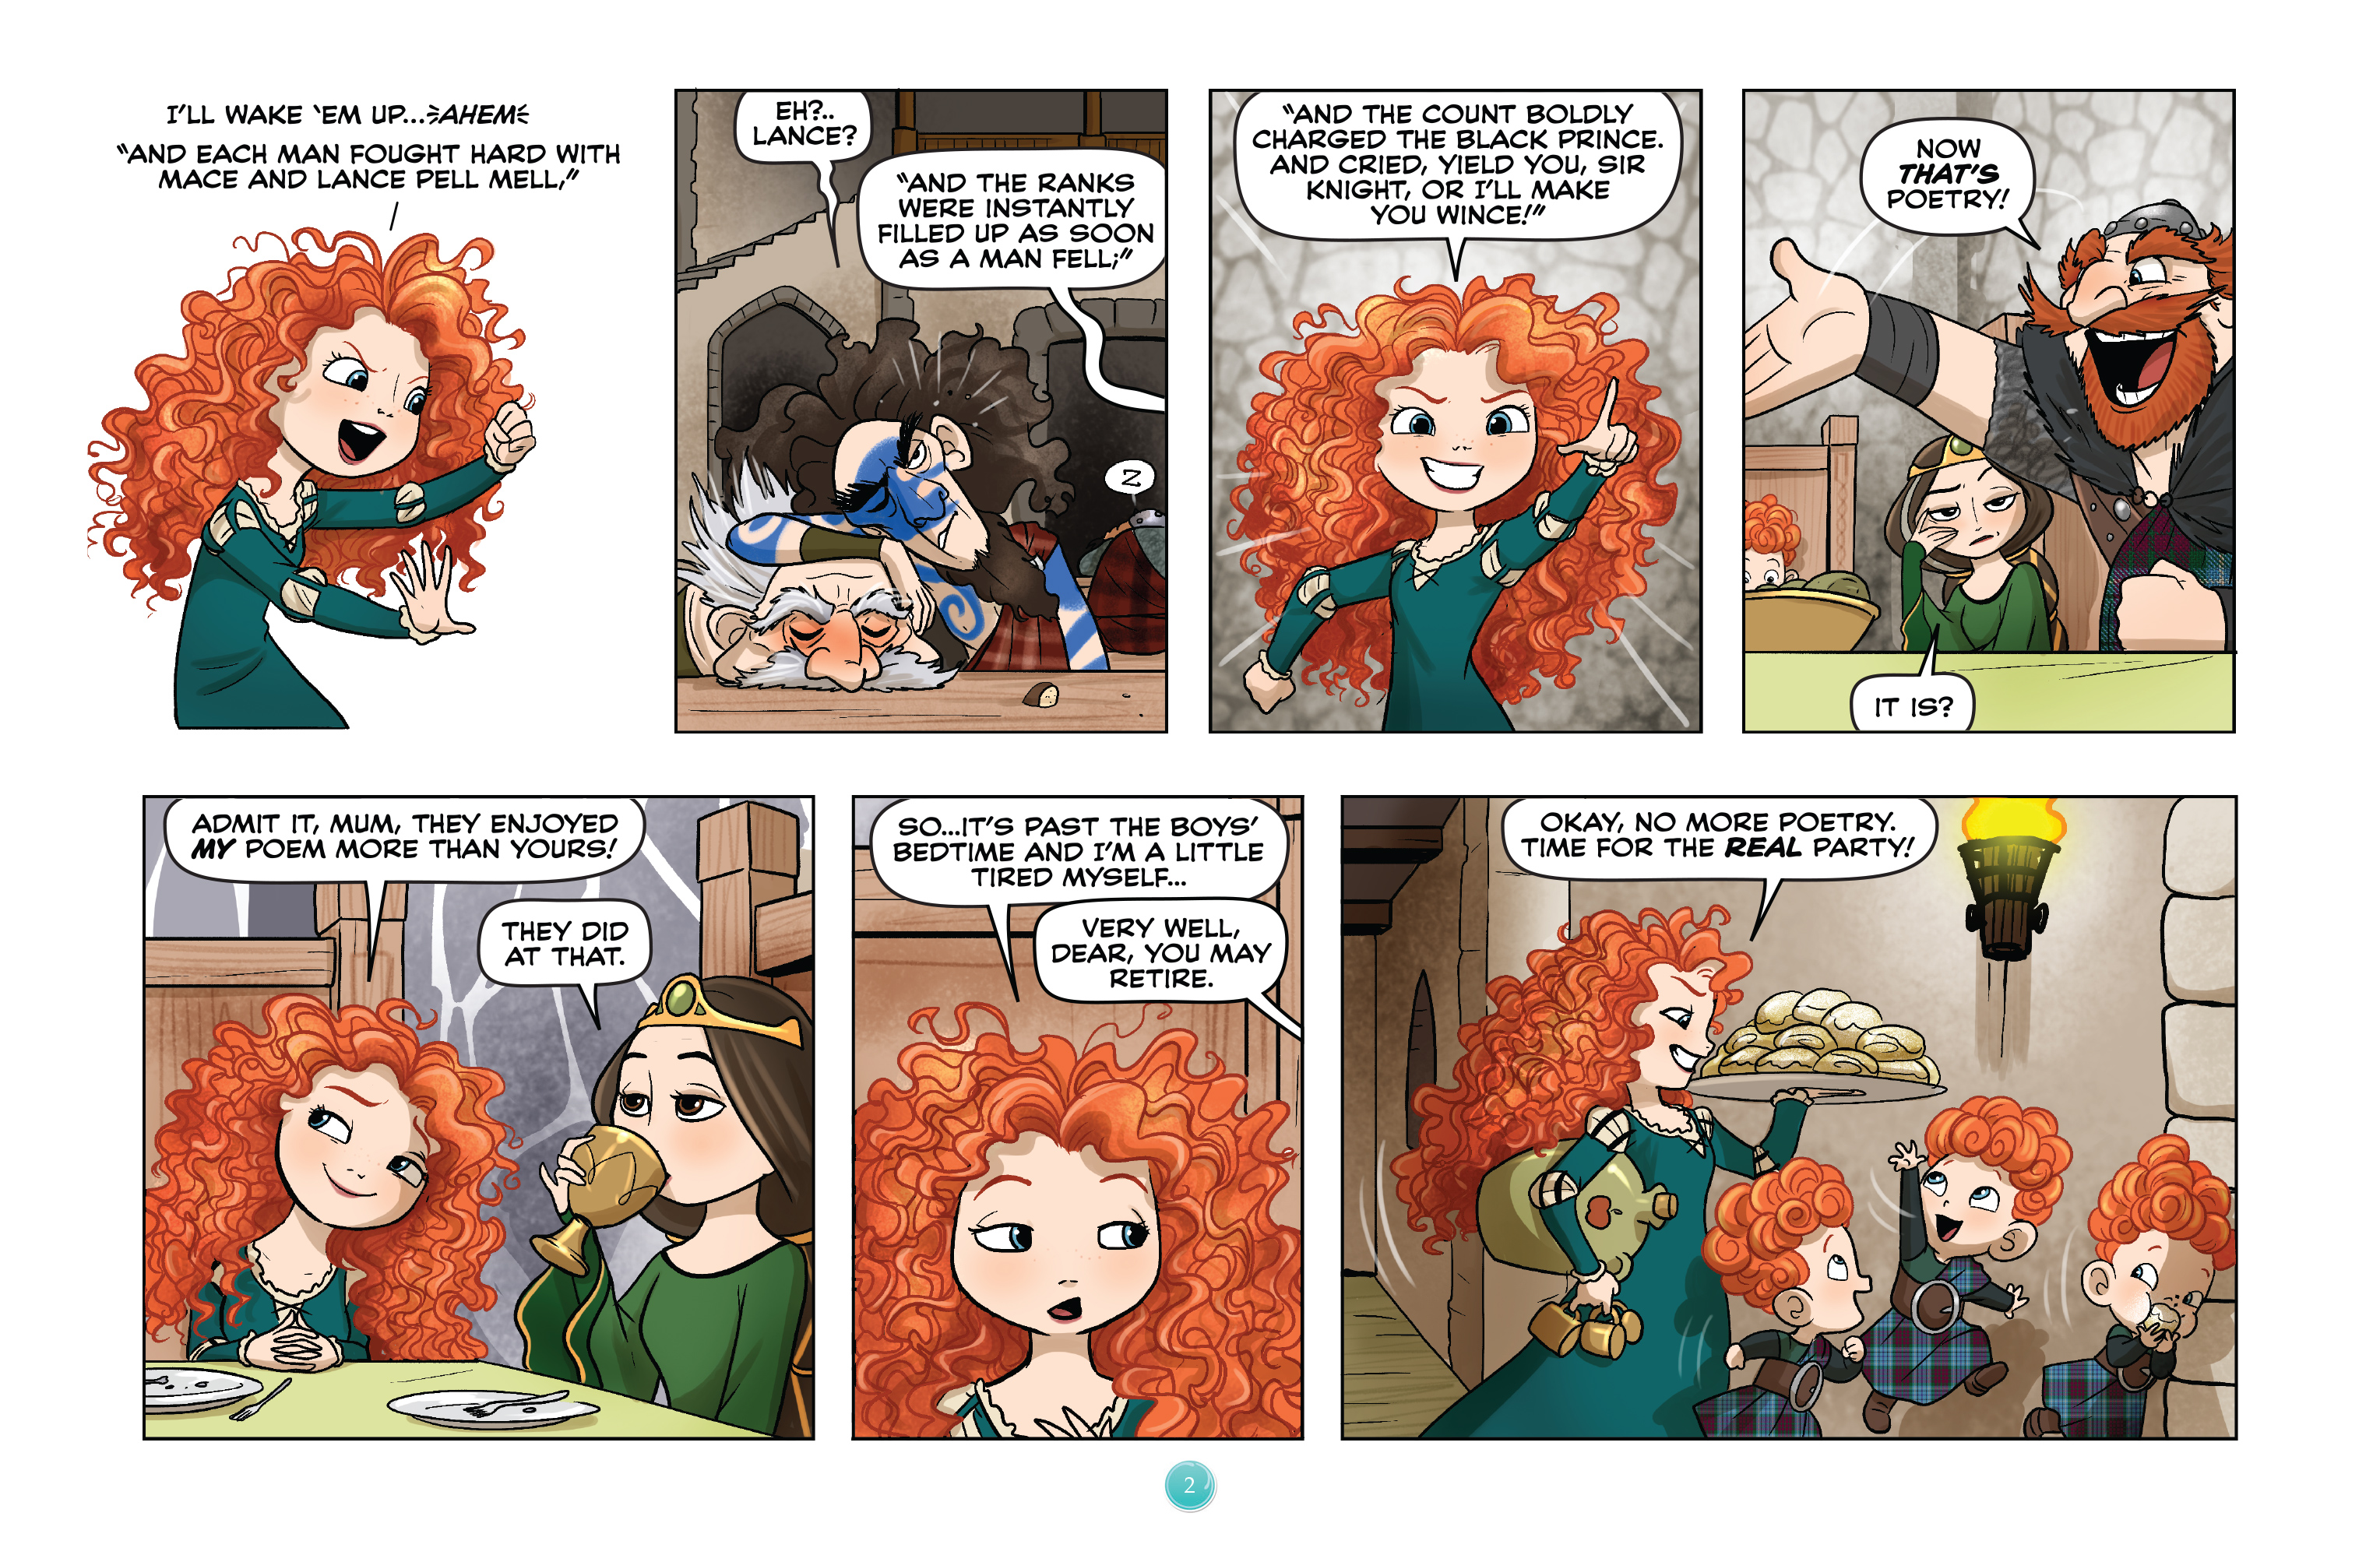 I'LL WAKE 'EM UP...AHEM
"AND EACH MAN FOUGHT HARD WITH
MACE AND LANCE PELL MELL,"
EH?..
LANCE?
"AND THE RANKS
WERE INSTANTLY
FILLED UP AS SOON
AS A MAN FELL;"
Z
"AND THE COUNT BOLDLY
CHARGED THE BLACK PRINCE.
AND CRIED, YIELD YOU, SIR
KNIGHT, OR I'LL MAKE
YOU WINCE!"
NOW
THAT'S
POETRY!
IT IS?
ADMIT IT, MUM, THEY ENJOYED
MY POEM MORE THAN YOURS!
THEY DID
AT THAT.
SO...IT'S PAST THE BOYS'
BEDTIME AND I'M A LITTLE
TIRED MYSELF...
VERY WELL,
DEAR, YOU MAY
RETIRE.
OKAY, NO MORE POETRY.
TIME FOR THE REAL PARTY!
2